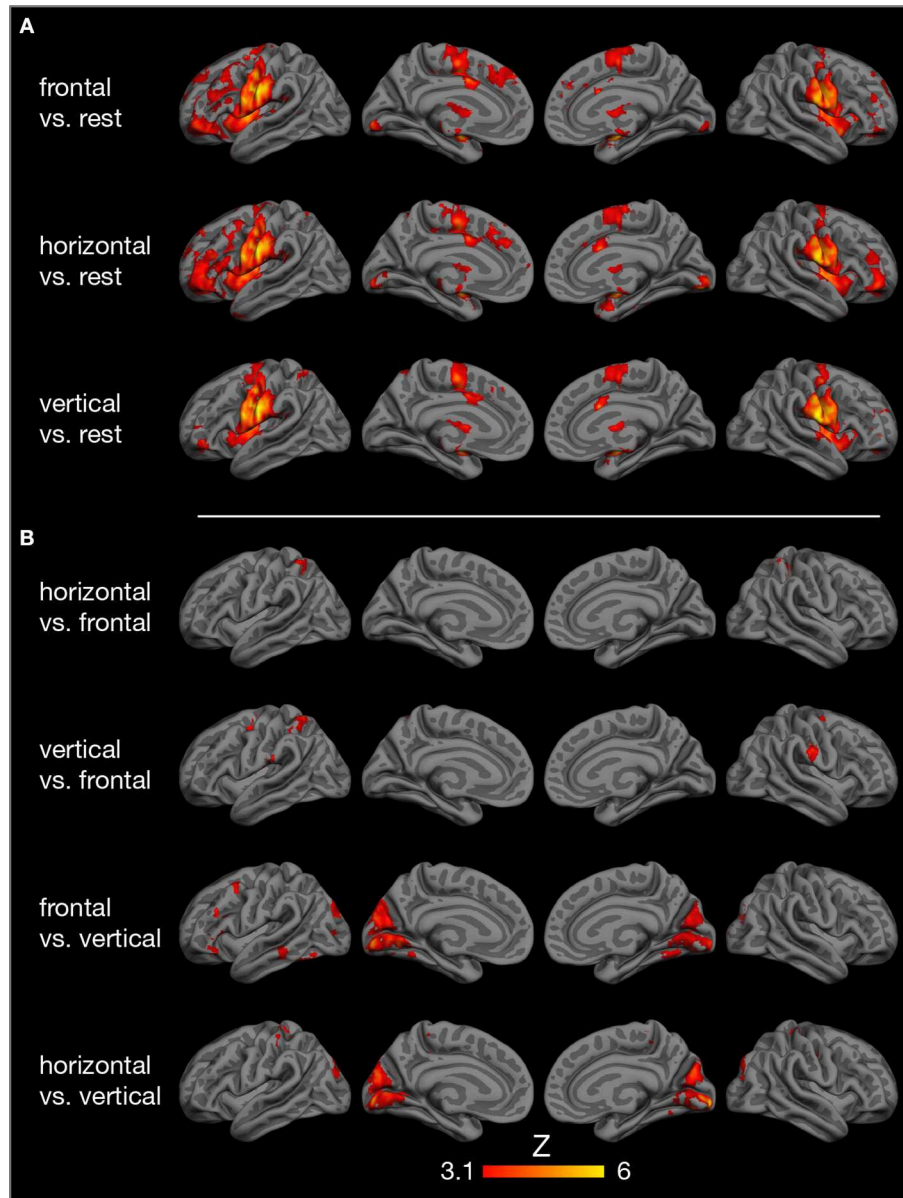 A
frontal
vs. rest
horizontal
vs. rest
vertical
vs. rest
B
horizontal
vs. frontal
vertical
vs. frontal
frontal
vs. vertical
horizontal
vs. vertical
Z
3.1 6